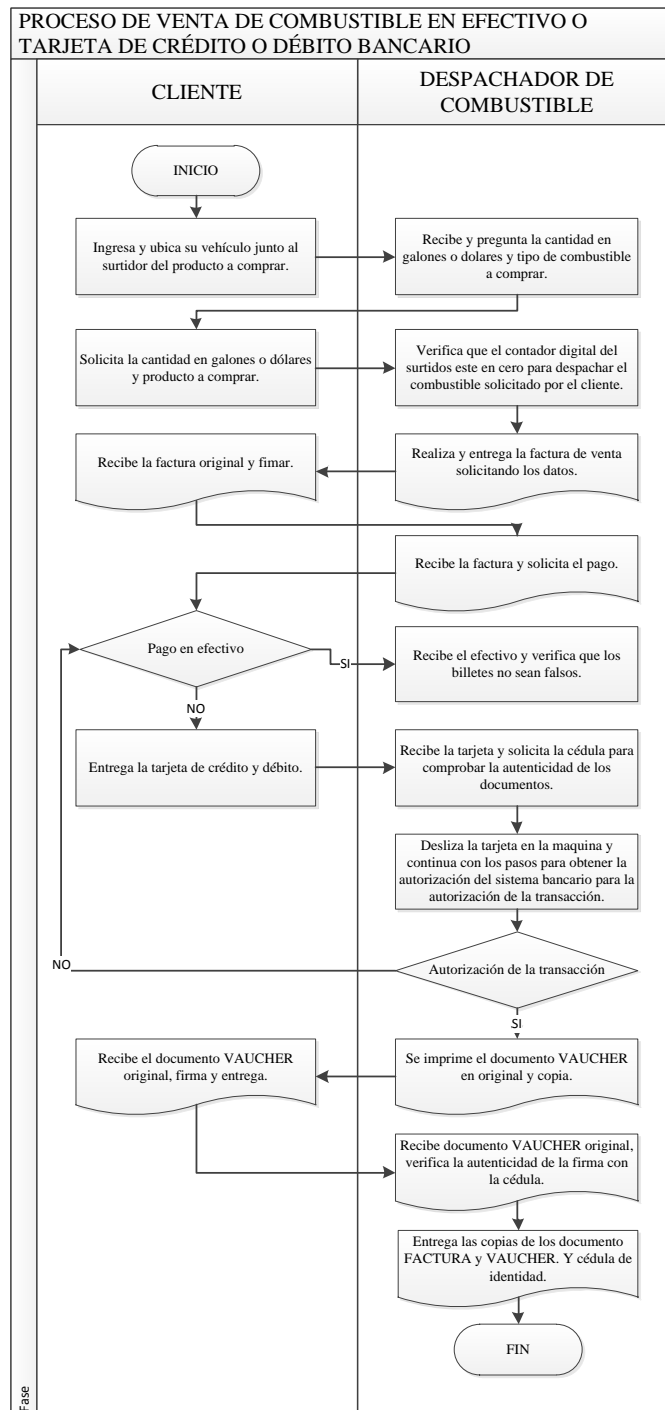 PROCESO DE VENTA DE COMBUSTIBLE EN EFECTIVO O
TARJETA DE CRÉDITO O DÉBITO BANCARIO
CLIENTE
DESPACHADOR DE
COMBUSTIBLE
INICIO
Ingresa y ubica su vehículo junto al
surtidor del producto a comprar.
Recibe y pregunta la cantidad en
galones o dolares y tipo de combustible
a comprar.
Solicita la cantidad en galones o dólares
y producto a comprar.
Verifica que el contador digital del
surtidos este en cero para despachar el
combustible solicitado por el cliente.
Realiza y entrega la factura de venta
solicitando los datos.
Recibe la factura original y fimar.
Recibe la factura y solicita el pago.
Pago en efectivo
SI
Recibe el efectivo y verifica que los
billetes no sean falsos.
NO
Entrega la tarjeta de crédito y débito.
Recibe la tarjeta y solicita la cédula para
comprobar la autenticidad de los
documentos.
Desliza la tarjeta en la maquina y
continua con los pasos para obtener la
autorización del sistema bancario para la
autorización de la transacción.
NO
Autorización de la transacción
SI
Se imprime el documento VAUCHER
en original y copia.
Recibe el documento VAUCHER
original, firma y entrega.
Recibe documento VAUCHER original,
verifica la autenticidad de la firma con
la cédula.
Entrega las copias de los documento
FACTURA y VAUCHER. Y cédula de
identidad.
FIN
Fase